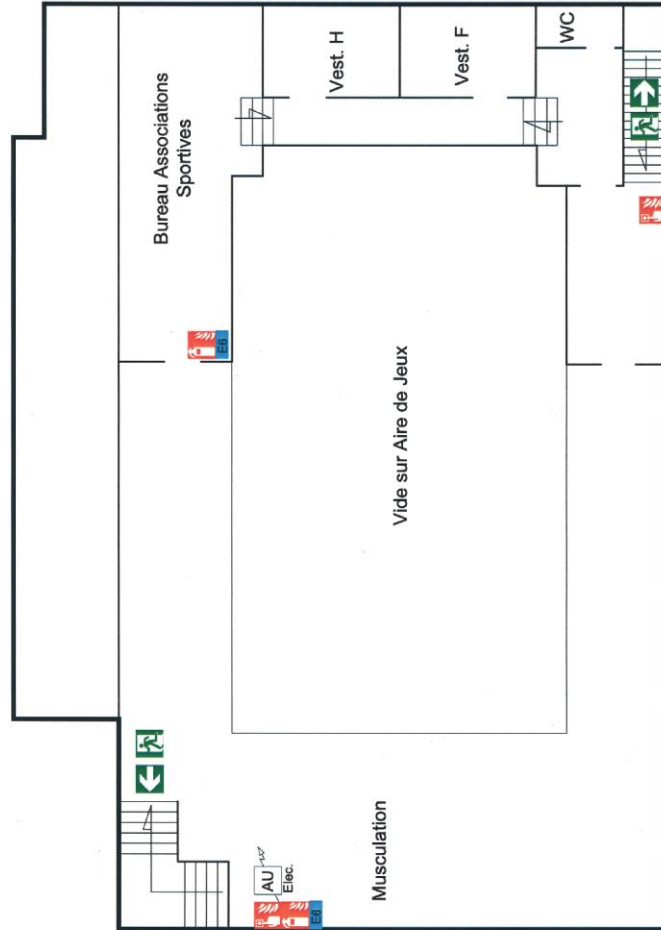 Bureau Associations
Sportives
Vest. H
Vest. F
WC
E6
Vide sur Aire de Jeux
Musculation
AU
Elec.
E6